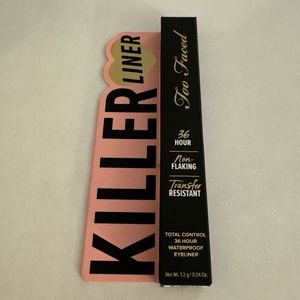 KILLER
LINER
Too Faced
36
HOUR
Non-
FLAKING
Transfer
RESISTANT
TOTAL CONTROL
36 HOUR
WATERPROOF
EYELINER
Net. Wt. 1.2 g / 0.04 Oz.